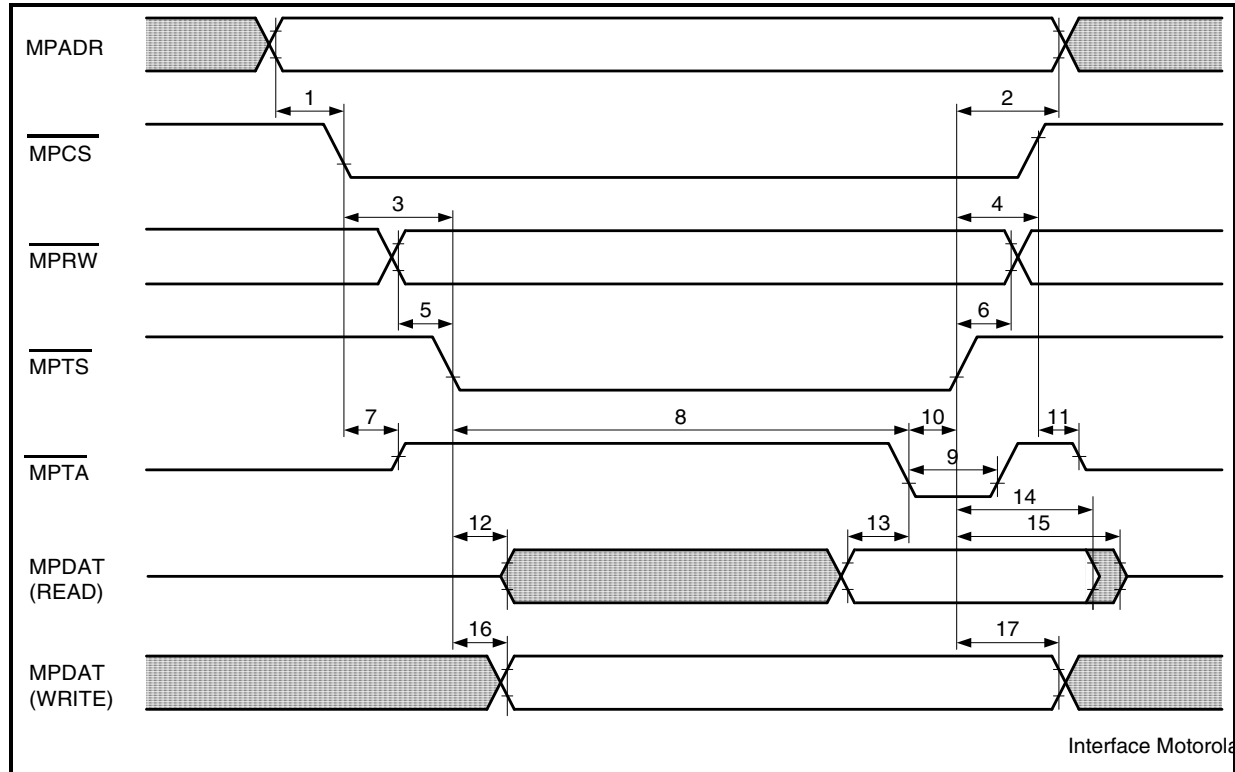 MPADR
1
2
MPCS
3
4
MPRW
5
6
MPTS
7
8
10
11
MPTA
9
14
12
13
15
MPDAT
(READ)
16
17
MPDAT
(WRITE)
Interface Motorola